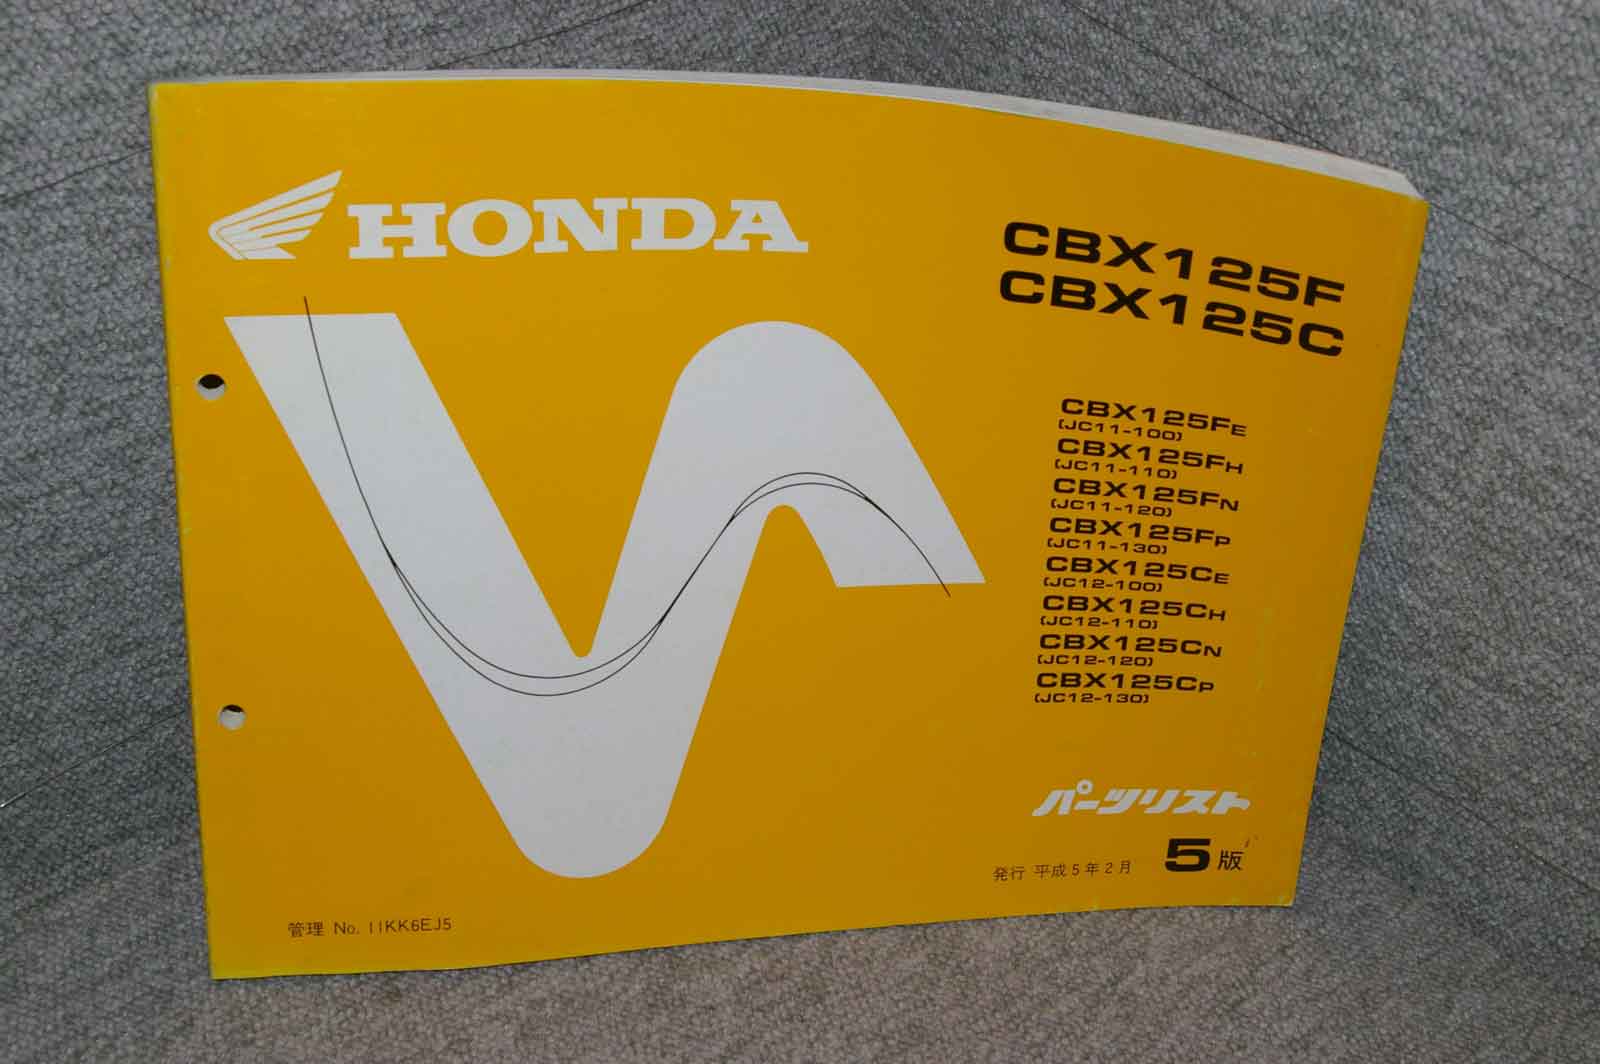 HONDA
CBX125F
CBX125C
CBX125FE
(JC11-100)
CBX125FH
(JC11-110)
CBX125FN
(JC11-120)
CBX125FP
(JC11-130)
CBX125CE
(JC12-100)
CBX125CH
(JC12-110)
CBX125CN
(JC12-120)
CBX125CP
(JC12-130)
パーツリスト
発行 平成5年2月 5版
管理 No. 11KK6EJ5